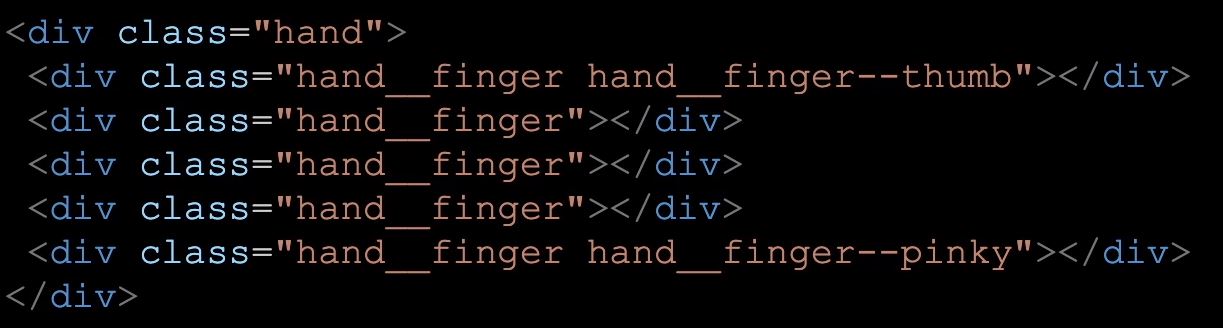 <div class="hand">
 <div class="hand__finger hand__finger--thumb"></div>
 <div class="hand__finger"></div>
 <div class="hand__finger"></div>
 <div class="hand__finger"></div>
 <div class="hand__finger hand__finger--pinky"></div>
</div>